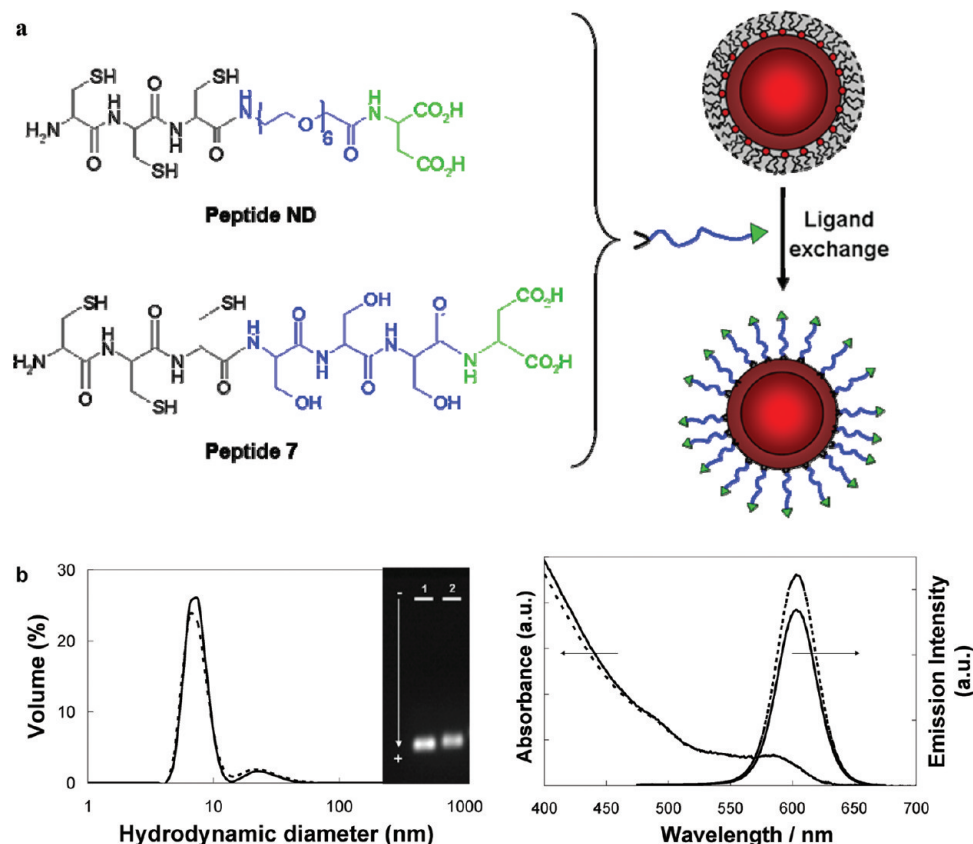 a
SH
O
SH
H
N
H₂N
N
H
O
SH
O
H
N
O
6
O
H
N
CO₂H
CO₂H
Peptide ND
Ligand
exchange
SH
O
SH
OH
O
CO₂H
H
N
H₂N
N
H
O
SH
O
H
N
O
OH
N
H
O
H
N
OH
N
H
CO₂H
Peptide 7
b
30
20
10
0
Volume (%)
1
10
100
1000
Hydrodynamic diameter (nm)
-
1
2
+
Absorbance (a.u.)
Emission Intensity
(a.u.)
400
450
500
550
600
650
700
Wavelength / nm